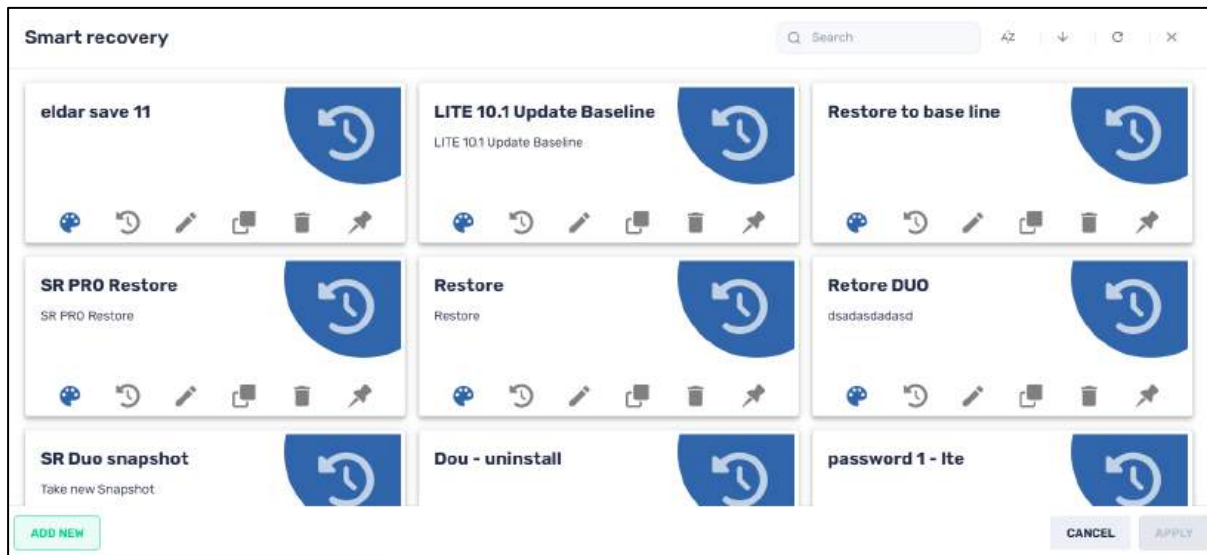 Smart recovery
Search
AZ
eldar save 11
LITE 10.1 Update Baseline
Restore to base line
LITE 10.1 Update Baseline
SR PRO Restore
Restore
Retore DUO
SR PRO Restore
Restore
dsadasdadasd
SR Duo snapshot
Dou - uninstall
password 1 - lte
Take new Snapshot
ADD NEW
CANCEL
APPLY